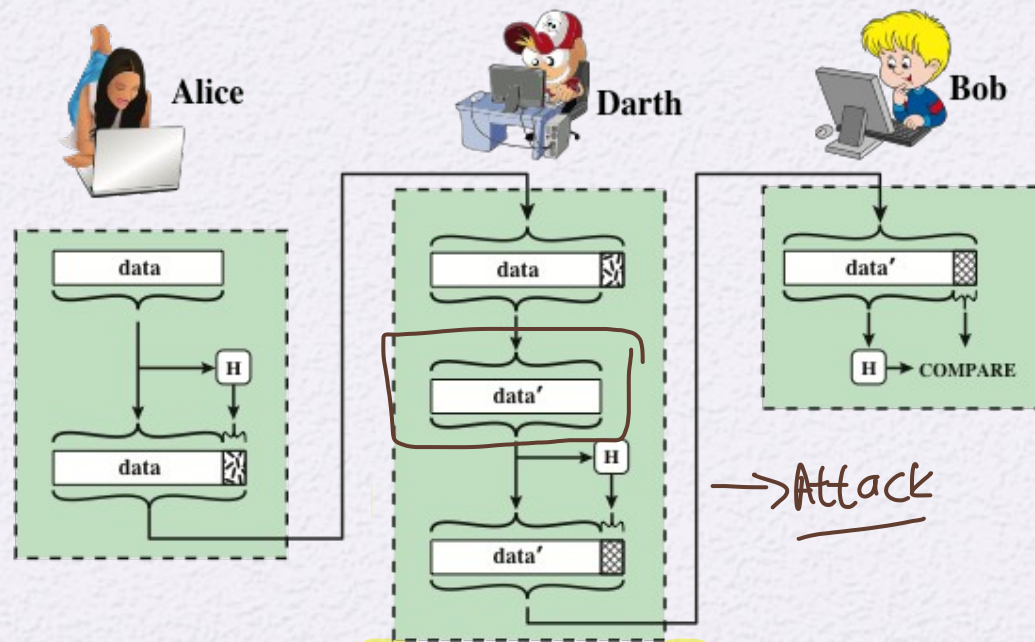 Alice
Darth
Bob
data
H
data
data
data′
H
data′
data′
H
COMPARE
→Attack